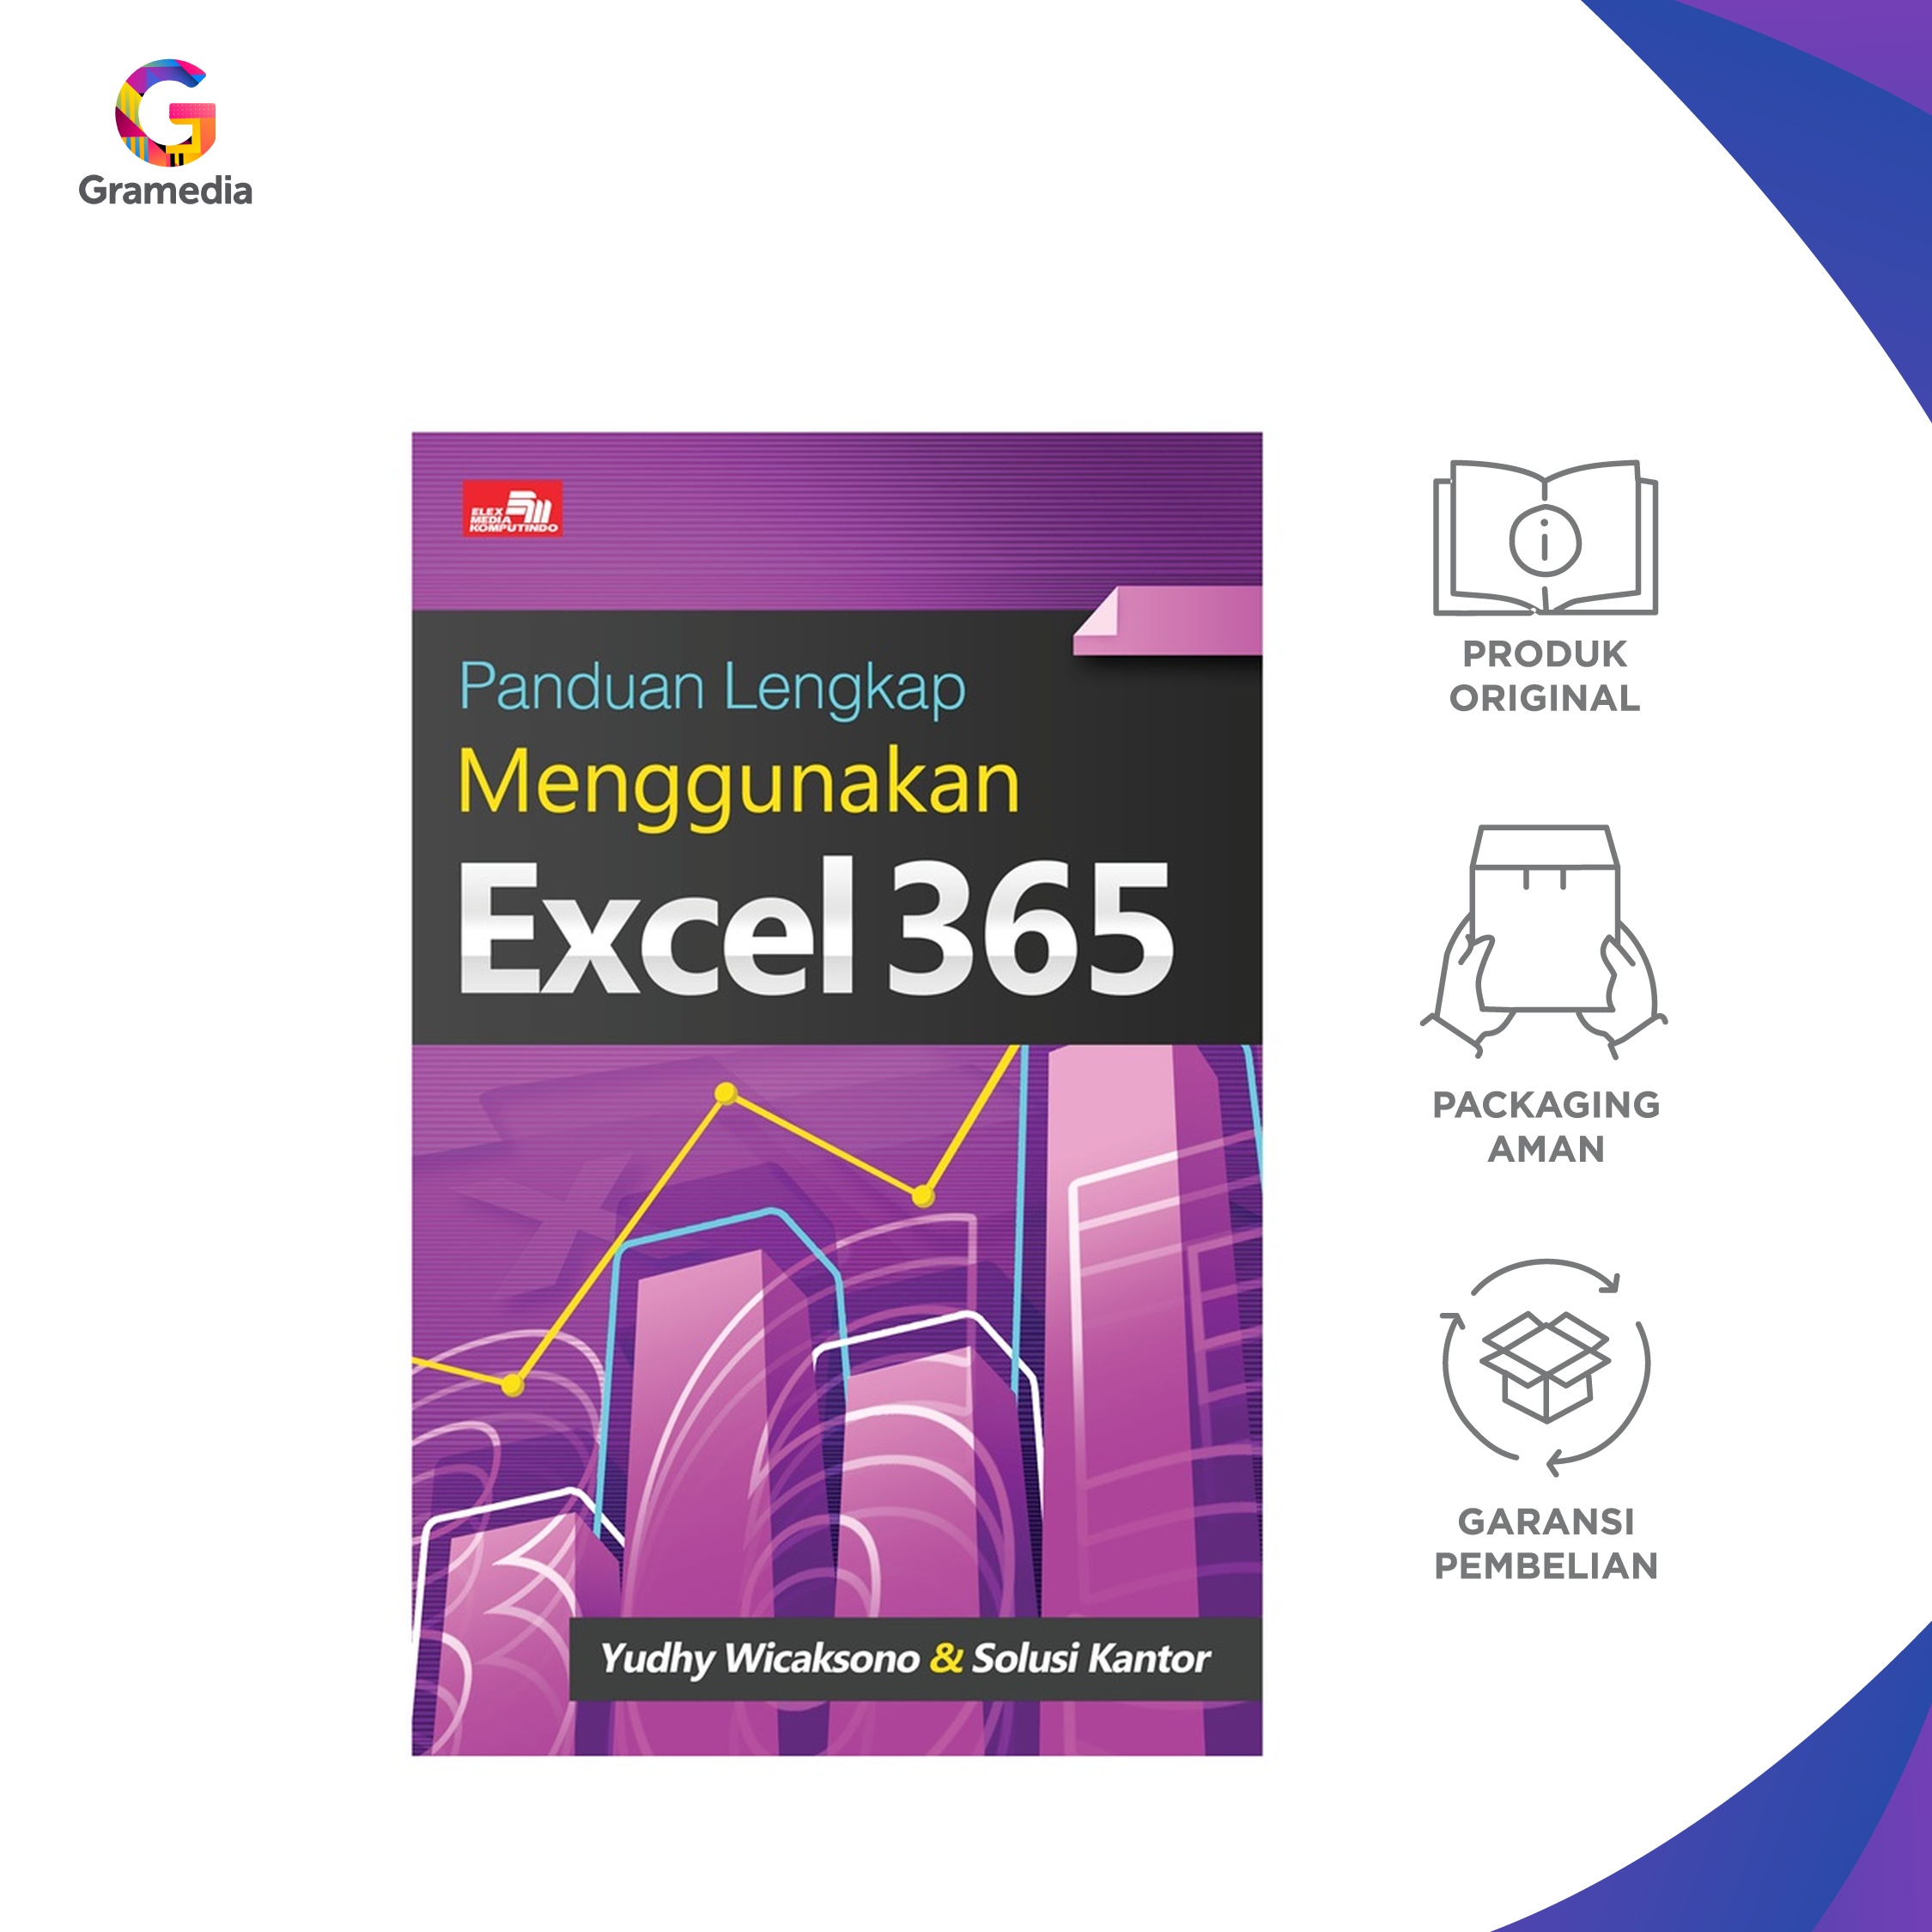 Gramedia
ELEX
MEDIA
KOMPUTINDO
Panduan Lengkap
Menggunakan
Excel 365
Yudhy Wicaksono & Solusi Kantor
PRODUK
ORIGINAL
PACKAGING
AMAN
GARANSI
PEMBELIAN